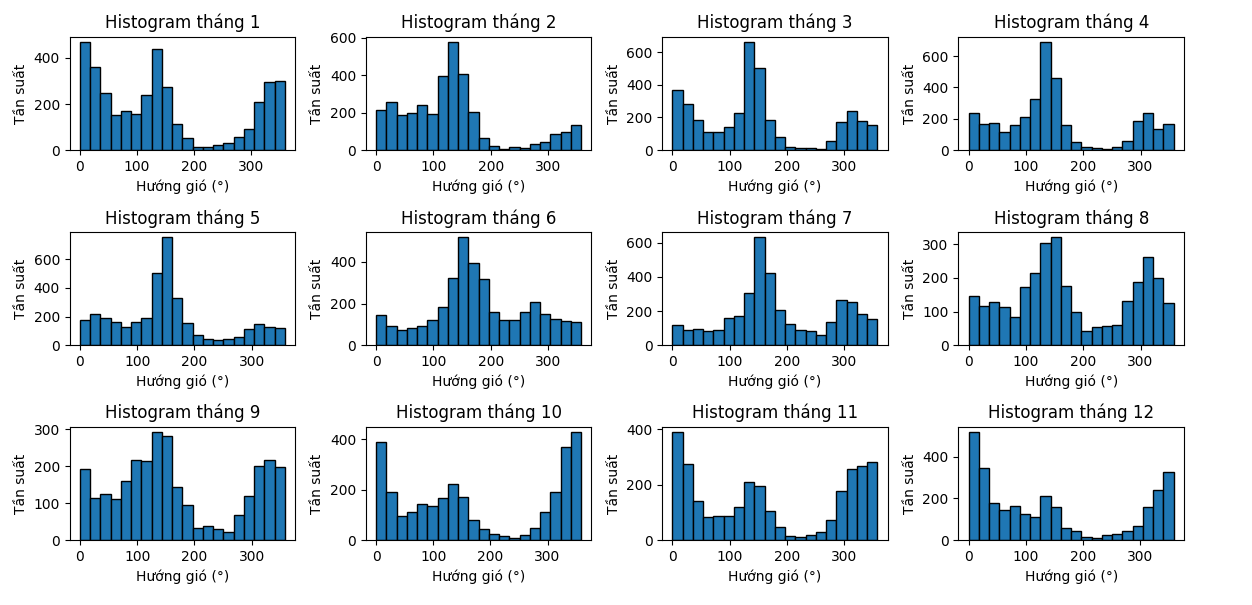 Histogram tháng 1
Histogram tháng 2
Histogram tháng 3
Histogram tháng 4
Tần suất
400
200
0
0 100 200 300
Hướng gió (°)
Tần suất
600
400
200
0
0 100 200 300
Hướng gió (°)
Tần suất
600
400
200
0
0 100 200 300
Hướng gió (°)
Tần suất
600
400
200
0
0 100 200 300
Hướng gió (°)
Histogram tháng 5
Histogram tháng 6
Histogram tháng 7
Histogram tháng 8
Tần suất
600
400
200
0
0 100 200 300
Hướng gió (°)
Tần suất
400
200
0
0 100 200 300
Hướng gió (°)
Tần suất
600
400
200
0
0 100 200 300
Hướng gió (°)
Tần suất
300
200
100
0
0 100 200 300
Hướng gió (°)
Histogram tháng 9
Histogram tháng 10
Histogram tháng 11
Histogram tháng 12
Tần suất
300
200
100
0
0 100 200 300
Hướng gió (°)
Tần suất
400
200
0
0 100 200 300
Hướng gió (°)
Tần suất
400
200
0
0 100 200 300
Hướng gió (°)
Tần suất
400
200
0
0 100 200 300
Hướng gió (°)